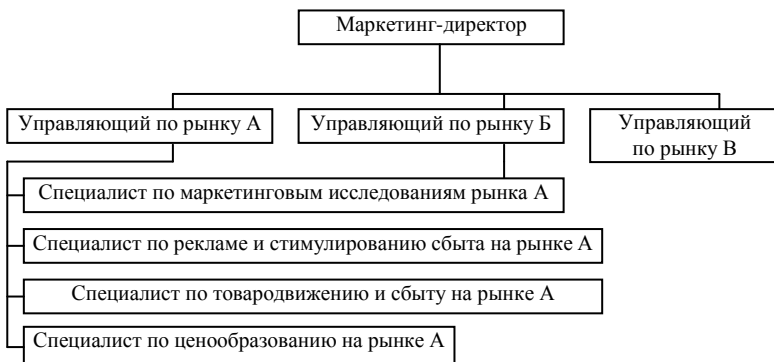 Маркетинг-директор
Управляющий по рынку А
Управляющий по рынку Б
Управляющий
по рынку В
Специалист по маркетинговым исследованиям рынка А
Специалист по рекламе и стимулированию сбыта на рынке А
Специалист по товародвижению и сбыту на рынке А
Специалист по ценообразованию на рынке А